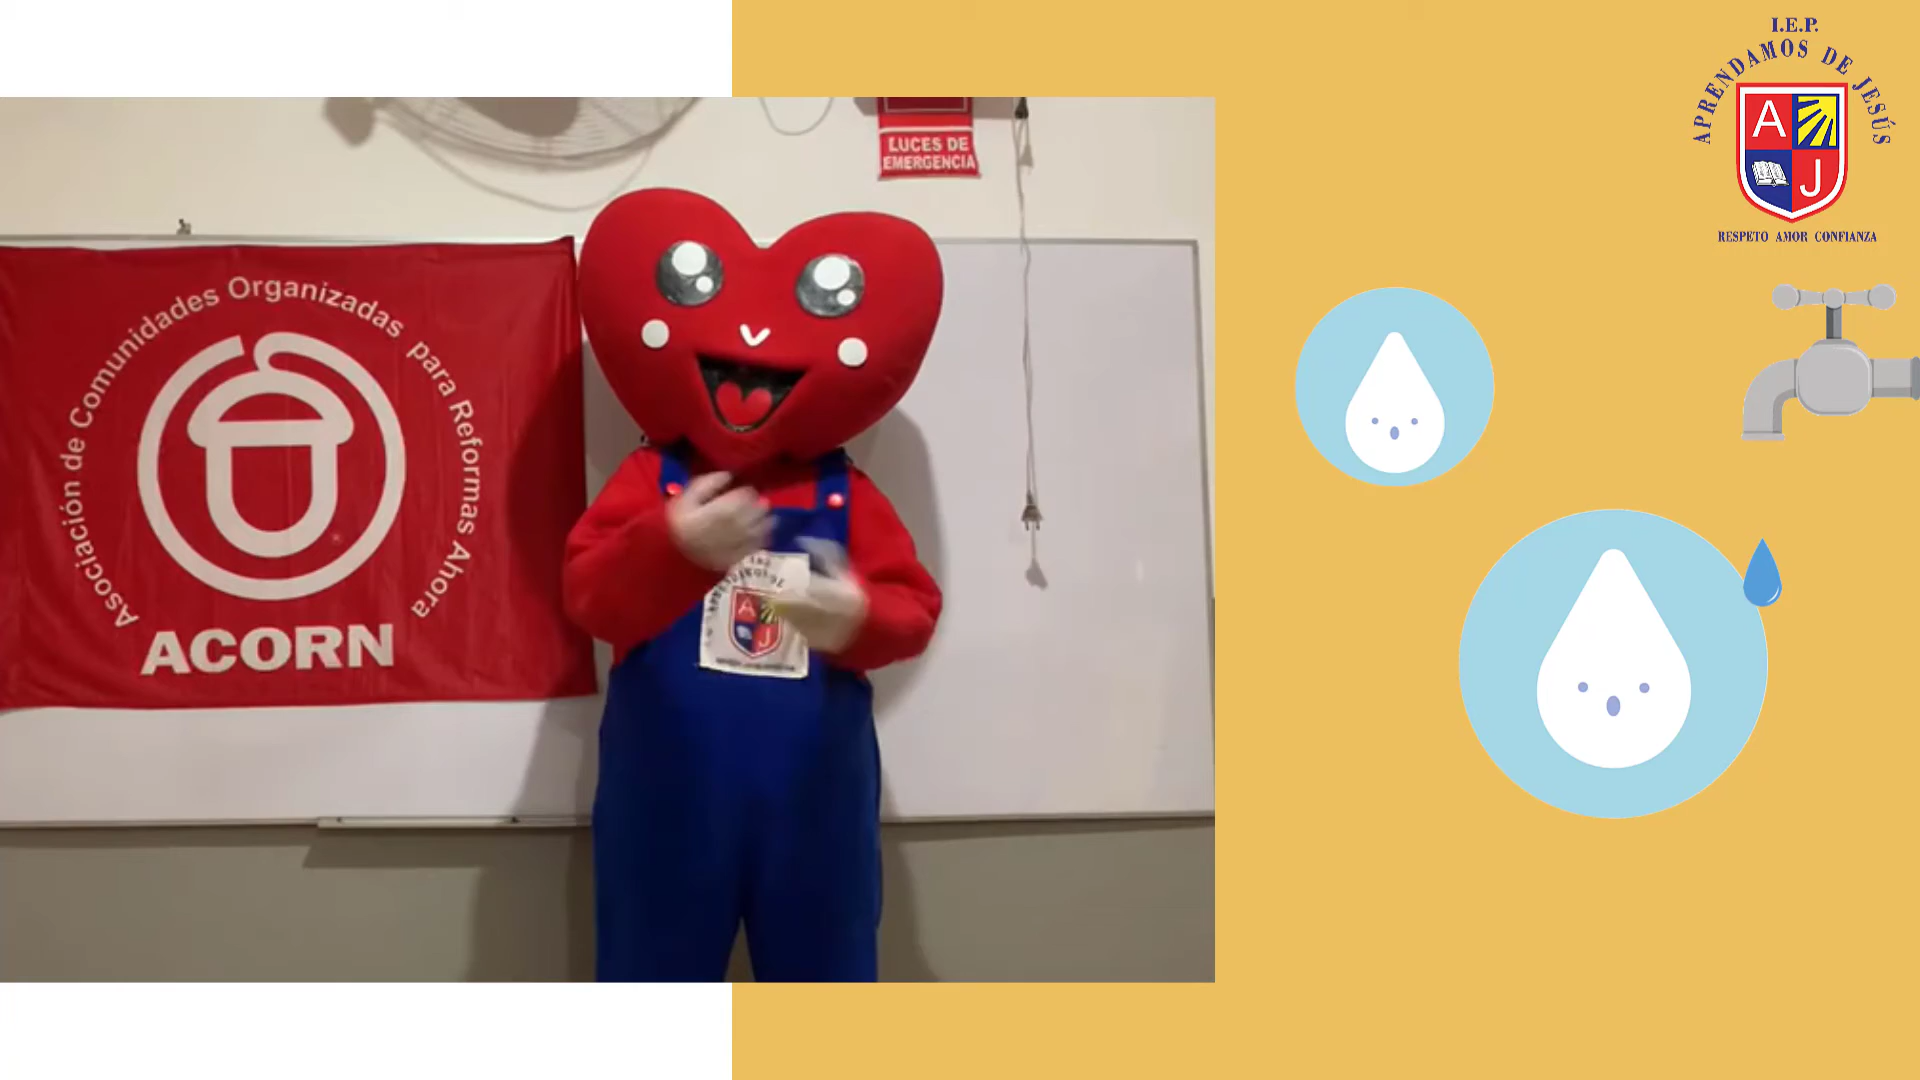 I.E.P.
APRENDAMOS DE JESÚS
A
J
RESPETO AMOR CONFIANZA
LUCES DE
EMERGENCIA
Asociación de Comunidades Organizadas para Reformas Ahora
ACORN
A
J